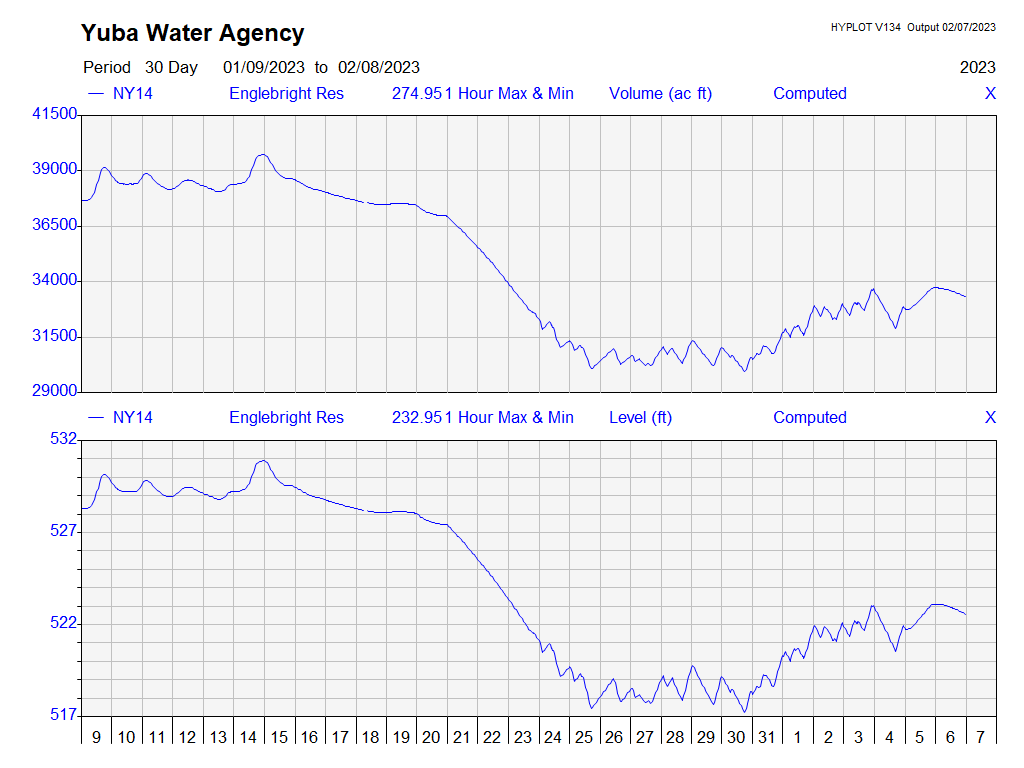 Yuba Water Agency
HYPLOT V134 Output 02/07/2023
Period 30 Day 01/09/2023 to 02/08/2023 2023
NY14 Englebright Res 274.951 Hour Max & Min Volume (ac ft) Computed X
41500
39000
36500
34000
31500
29000
NY14 Englebright Res 232.951 Hour Max & Min Level (ft) Computed X
532
527
522
517
9 10 11 12 13 14 15 16 17 18 19 20 21 22 23 24 25 26 27 28 29 30 31 1 2 3 4 5 6 7